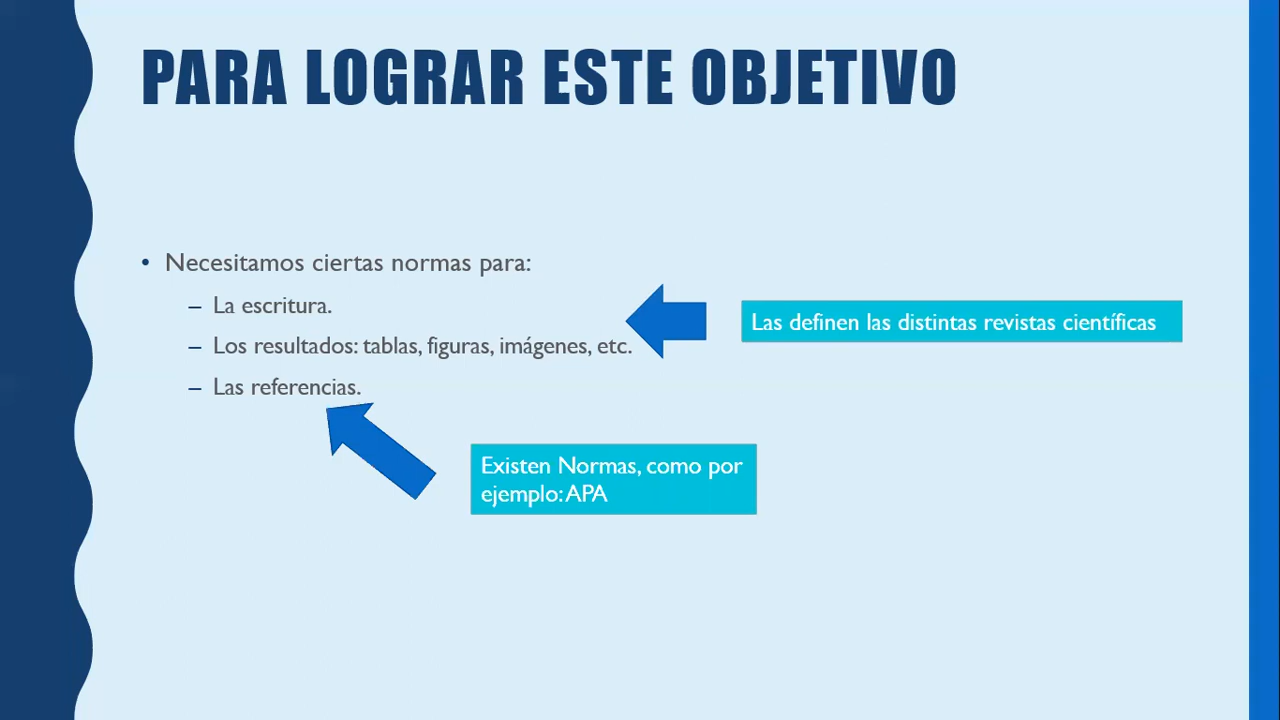 PARA LOGRAR ESTE OBJETIVO
• Necesitamos ciertas normas para:
– La escritura.
– Los resultados: tablas, figuras, imágenes, etc.
– Las referencias.
Las definen las distintas revistas científicas
Existen Normas, como por
ejemplo: APA